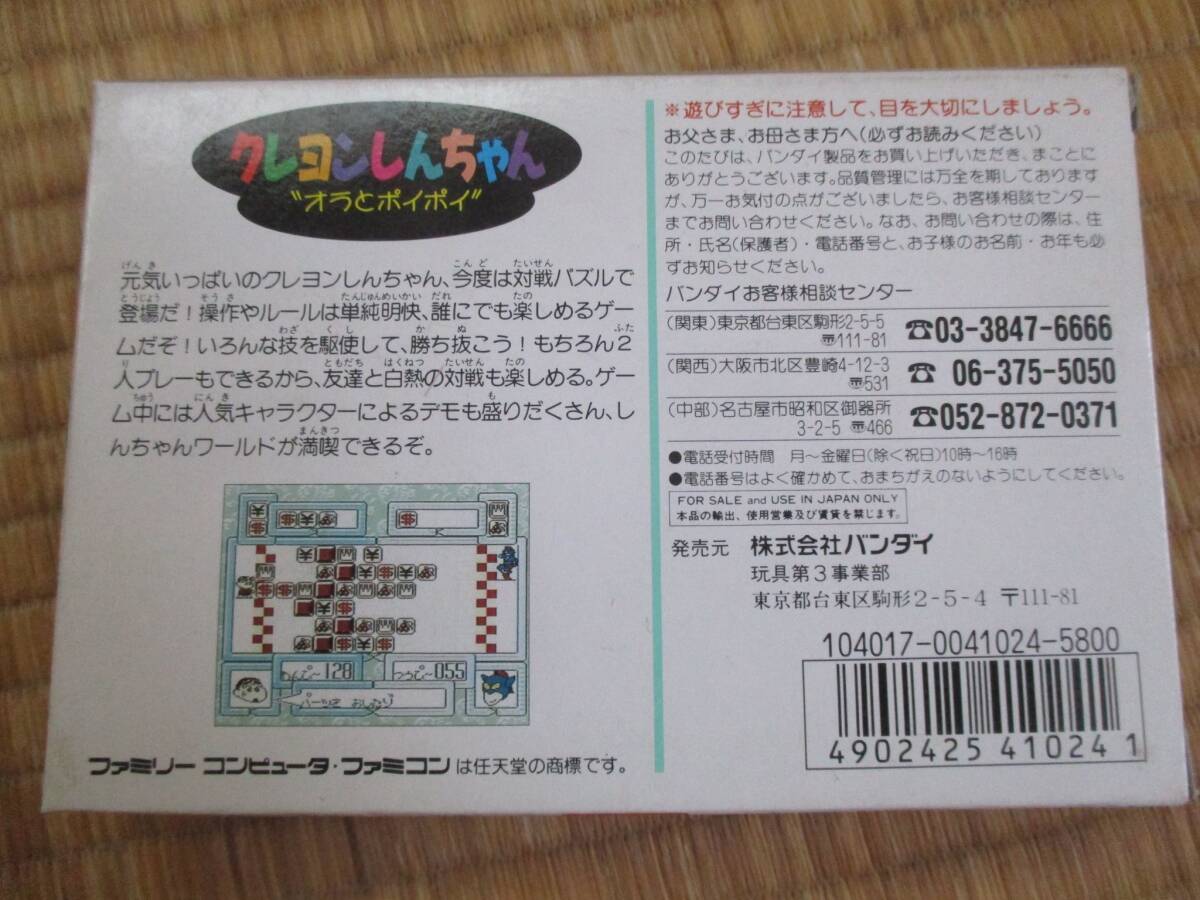 クレヨンしんちゃん
"オラとポイポイ"
元気いっぱいのクレヨンしんちゃん、今度は対戦パズルで
登場だ!操作やルールは単純明快、誰にでも楽しめるゲー
ムだぞ!いろんな技を駆使して、勝ち抜こう!もちろん2
人プレーもできるから、友達と白熱の対戦も楽しめる。ゲー
ム中には人気キャラクターによるデモも盛りだくさん、し
んちゃんワールドが満喫できるぞ。
128
055
ファミリーコンピュータ・ファミコンは任天堂の商標です。
※遊びすぎに注意して、目を大切にしましょう。
お父さま、お母さま方へ(必ずお読みください)
このたびは、バンダイ製品をお買い上げいただき、まことに
ありがとうございます。品質管理には万全を期しております
が、万一お気付の点がございましたら、お客様相談センター
までお問い合わせください。なお、お問い合わせの際は、住
所・氏名(保護者)・電話番号と、お子様のお名前・お年も必
ずお知らせください。
バンダイお客様相談センター
(関東)東京都台東区駒形2-5-5
〠111-81 ☎03-3847-6666
(関西)大阪市北区豊崎4-12-3
〠531 ☎ 06-375-5050
(中部)名古屋市昭和区御器所
3-2-5 〠466 ☎052-872-0371
●電話受付時間 月〜金曜日(除く祝日)10時〜16時
●電話番号はよく確かめて、おまちがえのないようにしてください。
FOR SALE and USE IN JAPAN ONLY
本品の輸出、使用営業及び賃貸を禁じます。
発売元 株式会社バンダイ
玩具第3事業部
東京都台東区駒形2-5-4 〒111-81
104017-0041024-5800
4902425410241